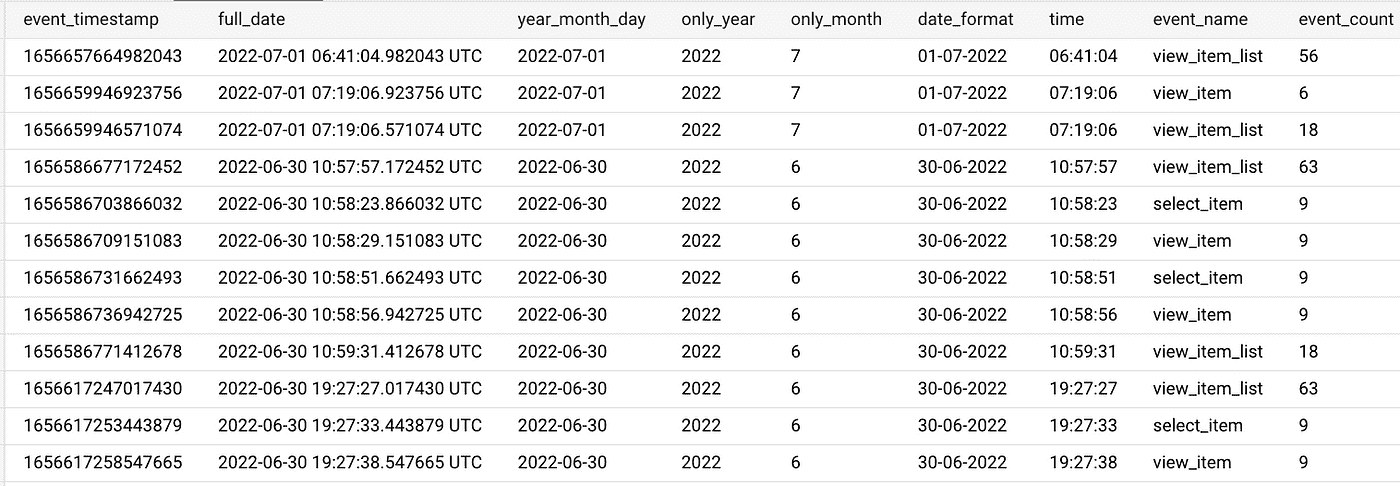 event_timestamp full_date year_month_day only_year only_month date_format time event_name event_count
1656657664982043 2022-07-01 06:41:04.982043 UTC 2022-07-01 2022 7 01-07-2022 06:41:04 view_item_list 56
1656659946923756 2022-07-01 07:19:06.923756 UTC 2022-07-01 2022 7 01-07-2022 07:19:06 view_item 6
1656659946571074 2022-07-01 07:19:06.571074 UTC 2022-07-01 2022 7 01-07-2022 07:19:06 view_item_list 18
1656586677172452 2022-06-30 10:57:57.172452 UTC 2022-06-30 2022 6 30-06-2022 10:57:57 view_item_list 63
1656586703866032 2022-06-30 10:58:23.866032 UTC 2022-06-30 2022 6 30-06-2022 10:58:23 select_item 9
1656586709151083 2022-06-30 10:58:29.151083 UTC 2022-06-30 2022 6 30-06-2022 10:58:29 view_item 9
1656586731662493 2022-06-30 10:58:51.662493 UTC 2022-06-30 2022 6 30-06-2022 10:58:51 select_item 9
1656586736942725 2022-06-30 10:58:56.942725 UTC 2022-06-30 2022 6 30-06-2022 10:58:56 view_item 9
1656586771412678 2022-06-30 10:59:31.412678 UTC 2022-06-30 2022 6 30-06-2022 10:59:31 view_item_list 18
1656617247017430 2022-06-30 19:27:27.017430 UTC 2022-06-30 2022 6 30-06-2022 19:27:27 view_item_list 63
1656617253443879 2022-06-30 19:27:33.443879 UTC 2022-06-30 2022 6 30-06-2022 19:27:33 select_item 9
1656617258547665 2022-06-30 19:27:38.547665 UTC 2022-06-30 2022 6 30-06-2022 19:27:38 view_item 9